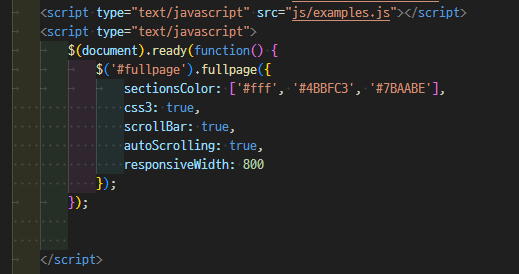 <script type="text/javascript" src="js/examples.js"></script>
<script type="text/javascript">
$(document).ready(function() {
$('#fullpage').fullpage({
sectionsColor: ['#fff', '#4BBFC3', '#7BAABE'],
css3: true,
scrollBar: true,
autoScrolling: true,
responsiveWidth: 800
});
});
</script>